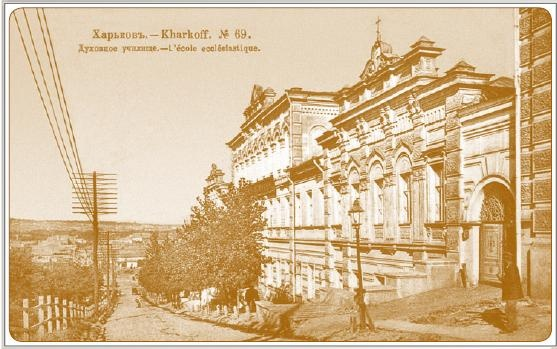 Харьковъ.—Kharkoff. № 69.
Духовное училище.—L'école ecclésiastique.